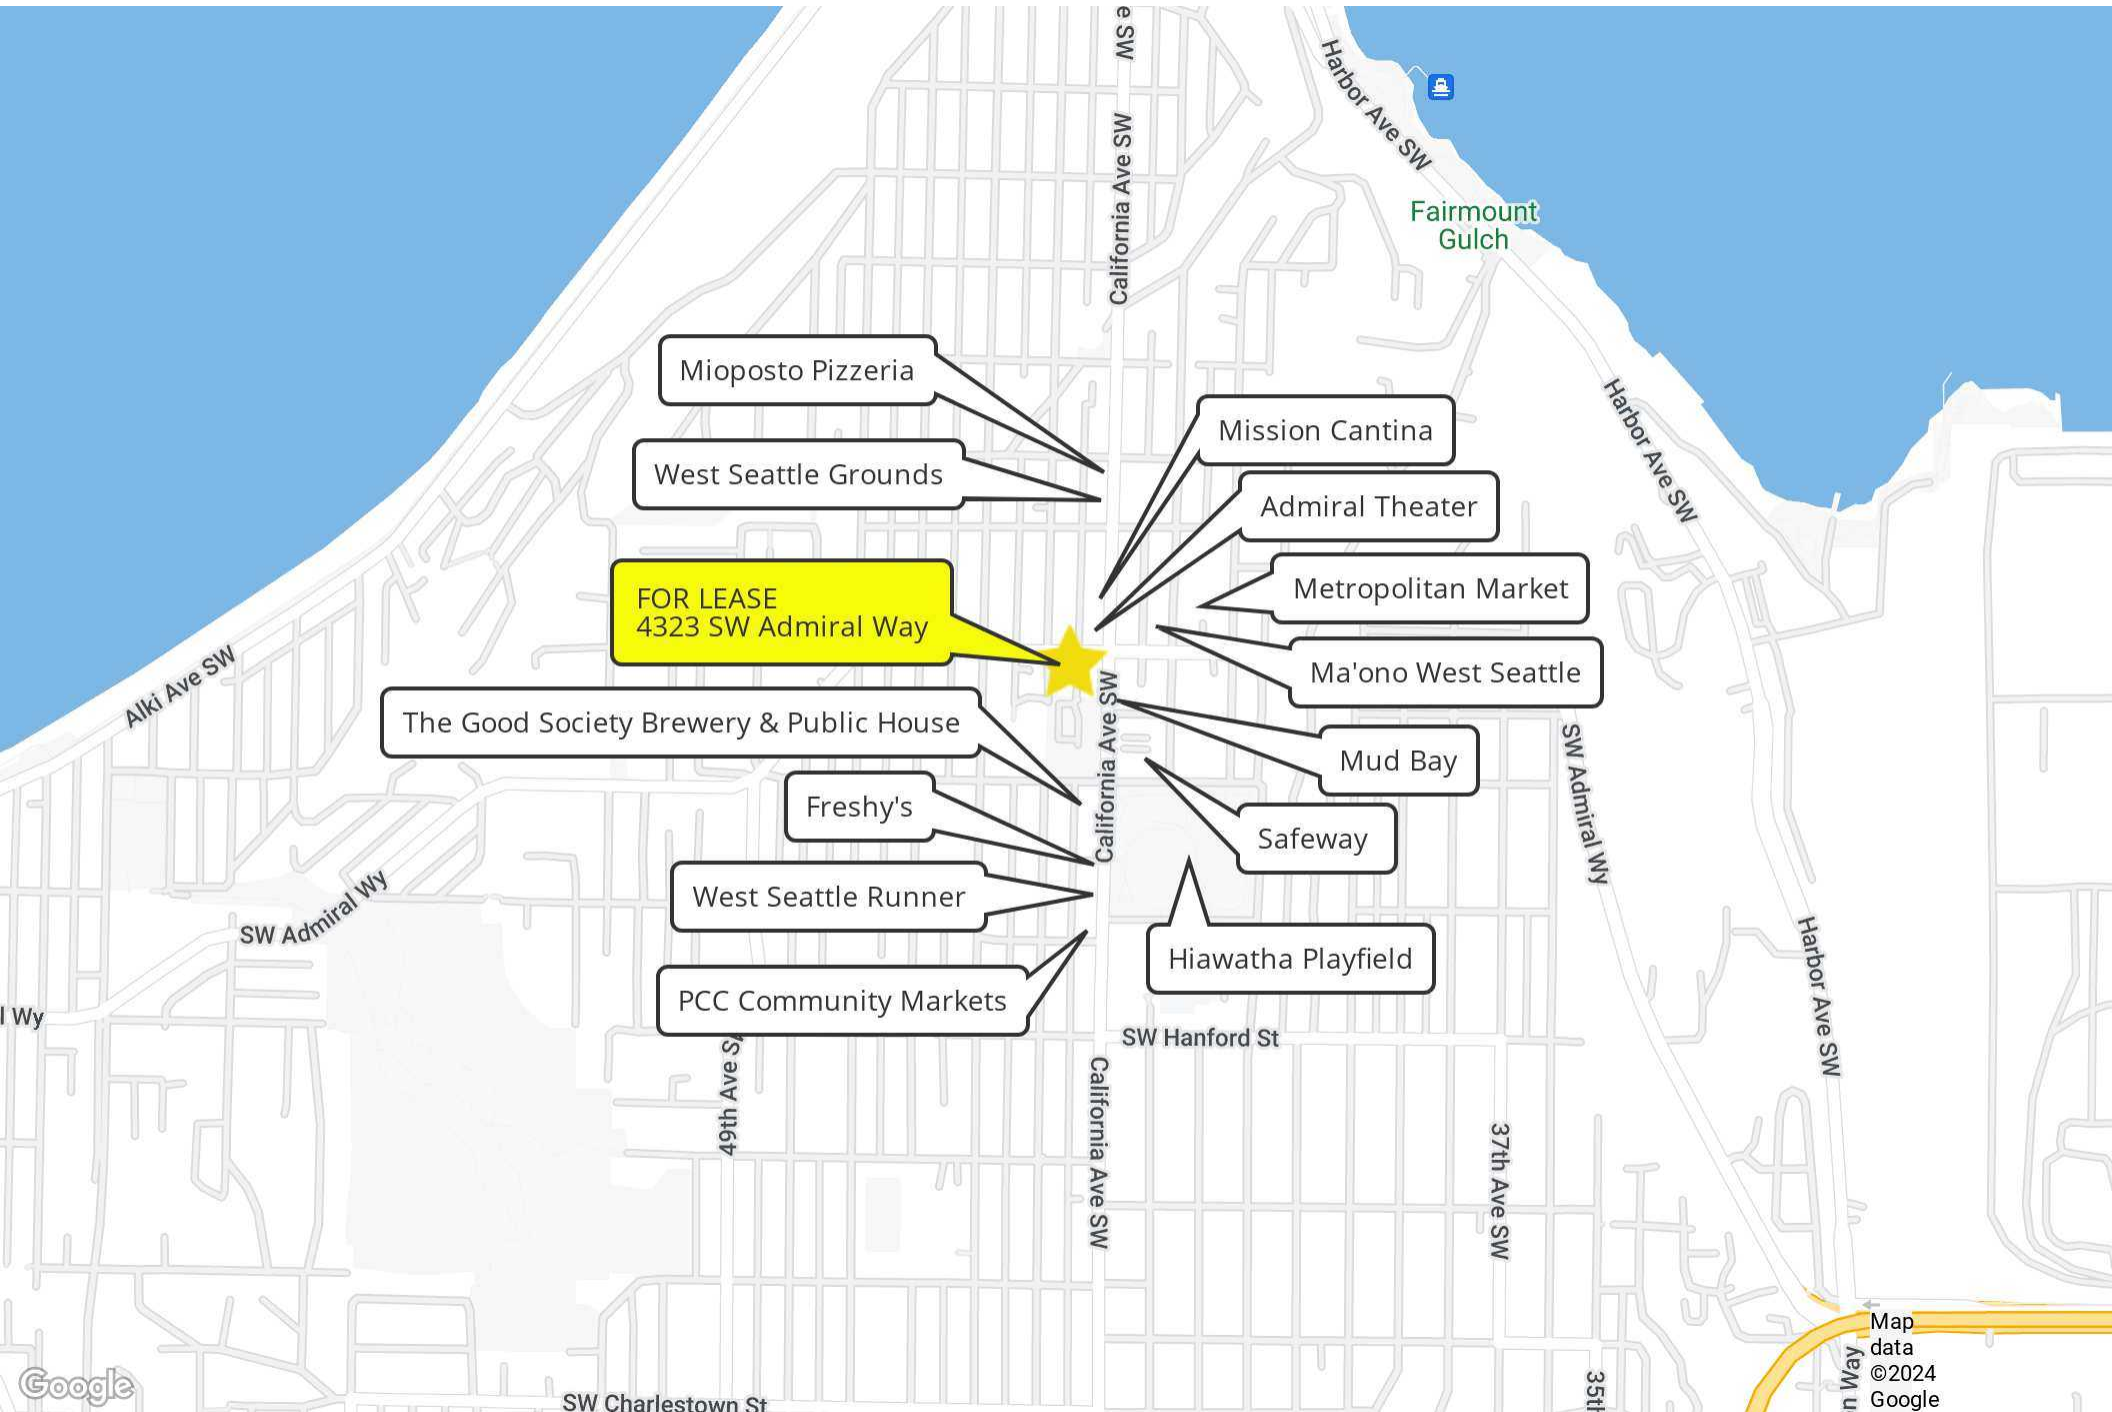 e SW
Harbor Ave SW
California Ave SW
Fairmount
Gulch
Mioposto Pizzeria
Mission Cantina
Harbor Ave SW
West Seattle Grounds
Admiral Theater
FOR LEASE
4323 SW Admiral Way
Metropolitan Market
Alki Ave SW
Ma'ono West Seattle
The Good Society Brewery & Public House
California Ave SW
Mud Bay
SW Admiral Wy
Freshy's
Safeway
West Seattle Runner
SW Admiral Wy
Hiawatha Playfield
Harbor Ave SW
PCC Community Markets
l Wy
SW Hanford St
49th Ave S
California Ave SW
37th Ave SW
Map
data
©2024
Google
n Way
Google
SW Charlestown St
35t